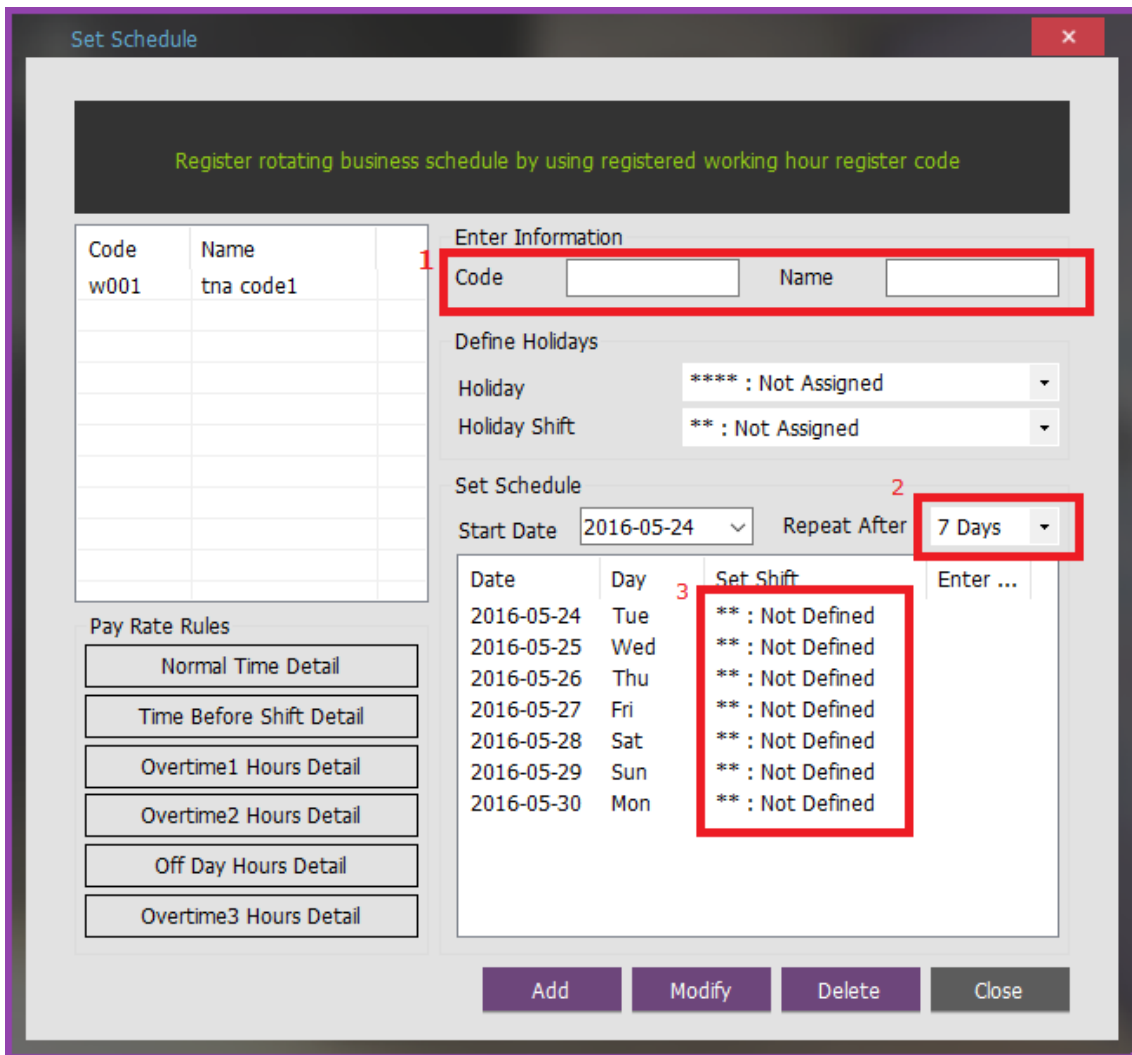 Set Schedule
×
Register rotating business schedule by using registered working hour register code
Code Name
w001 tna code1
Enter Information
1
Code Name
Define Holidays
Holiday **** : Not Assigned
Holiday Shift ** : Not Assigned
Set Schedule
2
Start Date 2016-05-24 Repeat After 7 Days
Date Day Set Shift Enter ...
3
2016-05-24 Tue ** : Not Defined
2016-05-25 Wed ** : Not Defined
2016-05-26 Thu ** : Not Defined
2016-05-27 Fri ** : Not Defined
2016-05-28 Sat ** : Not Defined
2016-05-29 Sun ** : Not Defined
2016-05-30 Mon ** : Not Defined
Pay Rate Rules
Normal Time Detail
Time Before Shift Detail
Overtime1 Hours Detail
Overtime2 Hours Detail
Off Day Hours Detail
Overtime3 Hours Detail
Add Modify Delete Close